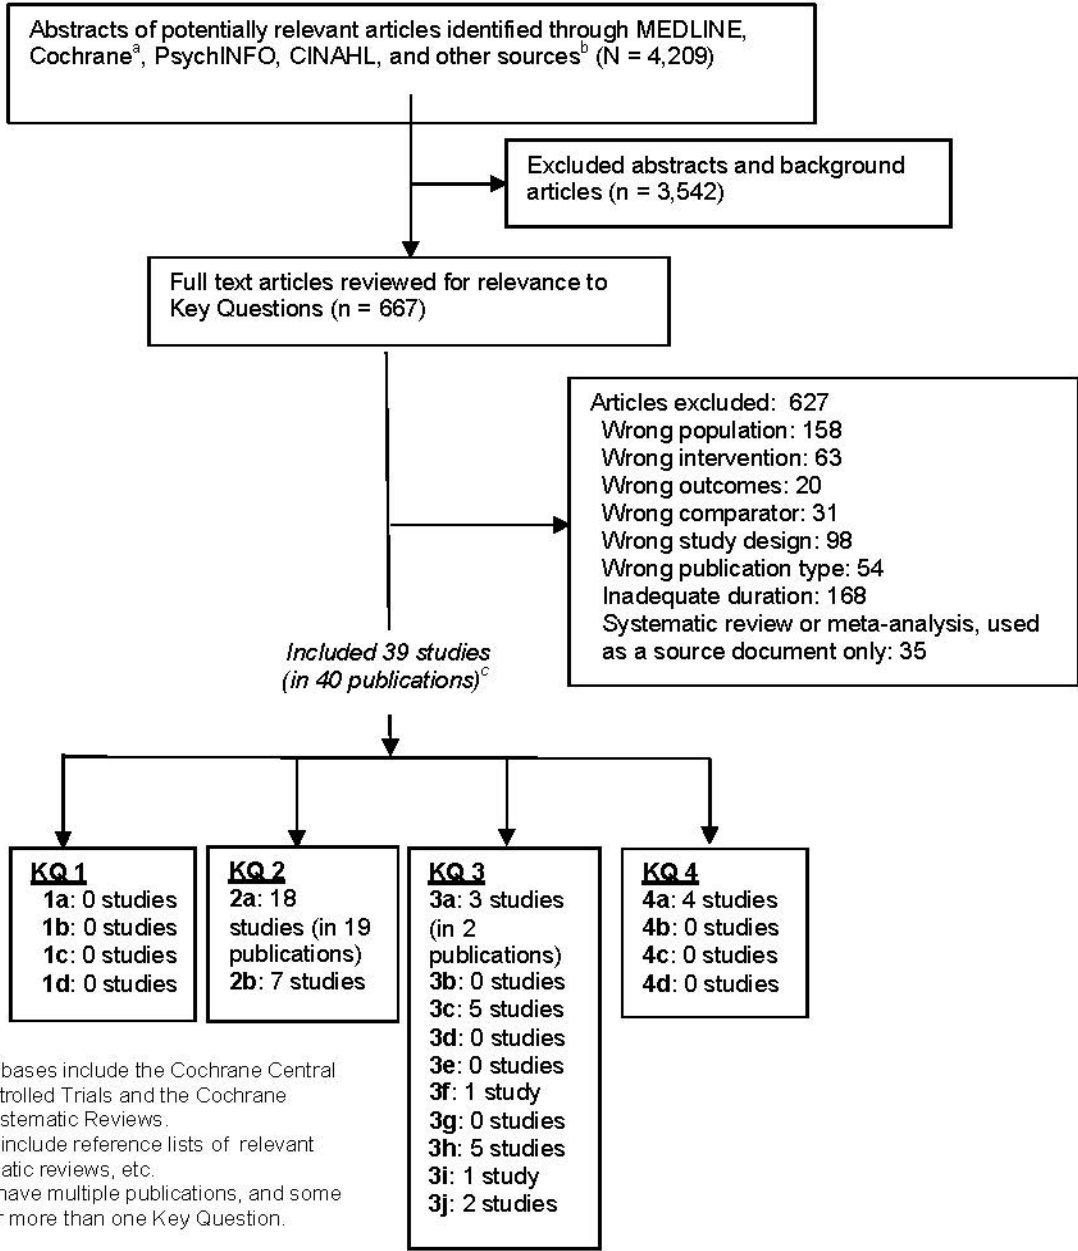 Abstracts of potentially relevant articles identified through MEDLINE,
Cochraneᵃ, PsychINFO, CINAHL, and other sourcesᵇ (N = 4,209)
Excluded abstracts and background
articles (n = 3,542)
Full text articles reviewed for relevance to
Key Questions (n = 667)
Articles excluded: 627
Wrong population: 158
Wrong intervention: 63
Wrong outcomes: 20
Wrong comparator: 31
Wrong study design: 98
Wrong publication type: 54
Inadequate duration: 168
Systematic review or meta-analysis, used
as a source document only: 35
Included 39 studies
(in 40 publications)ᶜ
KQ 1
1a: 0 studies
1b: 0 studies
1c: 0 studies
1d: 0 studies
KQ 2
2a: 18
studies (in 19
publications)
2b: 7 studies
KQ 3
3a: 3 studies
(in 2
publications)
3b: 0 studies
3c: 5 studies
3d: 0 studies
3e: 0 studies
3f: 1 study
3g: 0 studies
3h: 5 studies
3i: 1 study
3j: 2 studies
KQ 4
4a: 4 studies
4b: 0 studies
4c: 0 studies
4d: 0 studies
bases include the Cochrane Central
trolled Trials and the Cochrane
stematic Reviews.
include reference lists of relevant
atic reviews, etc.
have multiple publications, and some
r more than one Key Question.